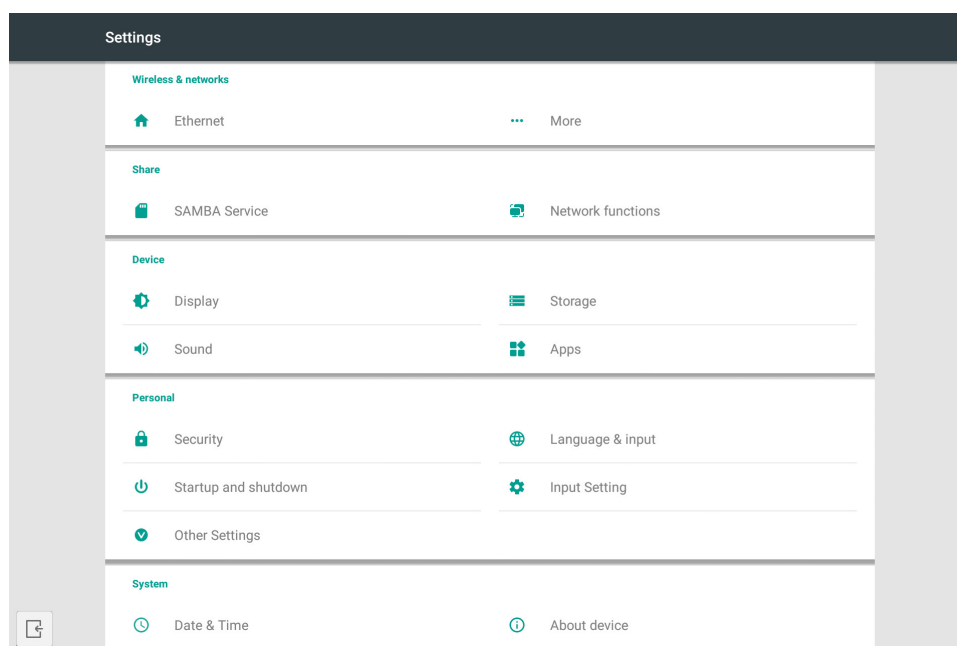 Settings
Wireless & networks
Ethernet
More
Share
SAMBA Service
Network functions
Device
Display
Storage
Sound
Apps
Personal
Security
Language & input
Startup and shutdown
Input Setting
Other Settings
System
Date & Time
About device